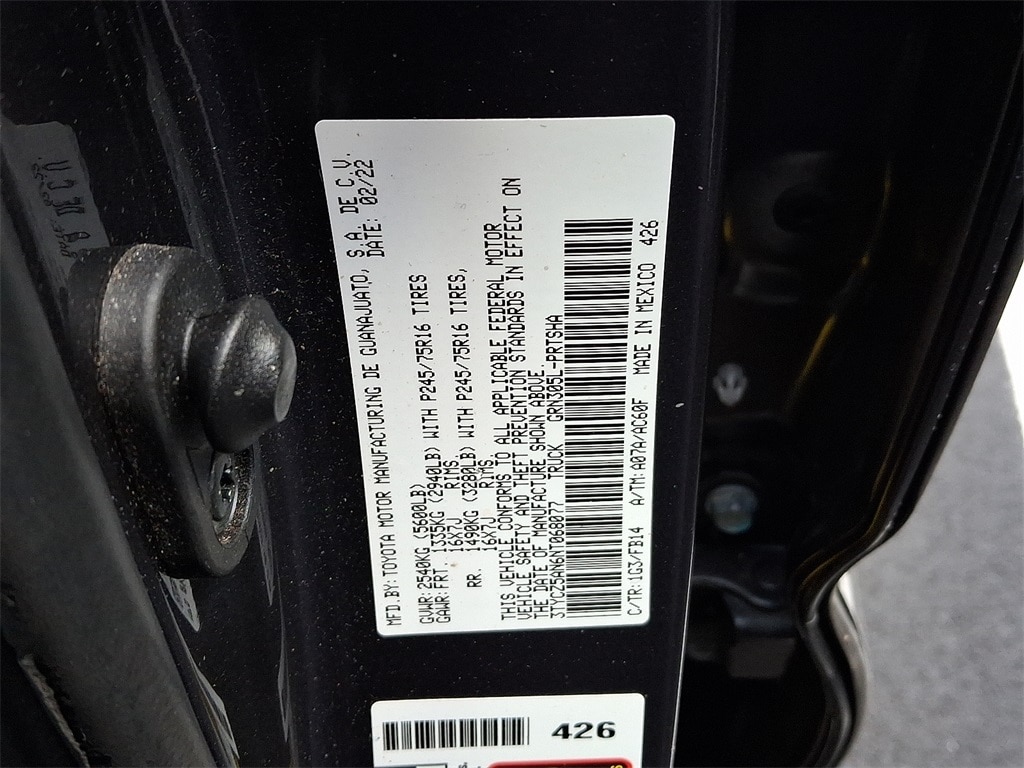 MFD.BY: TOYOTA MOTOR MANUFACTURING DE GUANAJUATO, S.A. DE C.V.
DATE: 02/22
GVWR: 2540KG (5600LB)
GAWR: FRT. 1335KG (2940LB) WITH P245/75R16 TIRES
16X7J RIMS
RR. 1490KG (3280LB) WITH P245/75R16 TIRES,
16X7J RIMS.
THIS VEHICLE CONFORMS TO ALL APPLICABLE FEDERAL MOTOR
VEHICLE SAFETY AND THEFT PREVENTION STANDARDS IN EFFECT ON
THE DATE OF MANUFACTURE SHOWN ABOVE.
3TYCZ5AN6NT068077 TRUCK GRN305L-PRTSHA
C/TR: 1G3/FB14 A/TM: A07A/AC60F MADE IN MEXICO 426
426